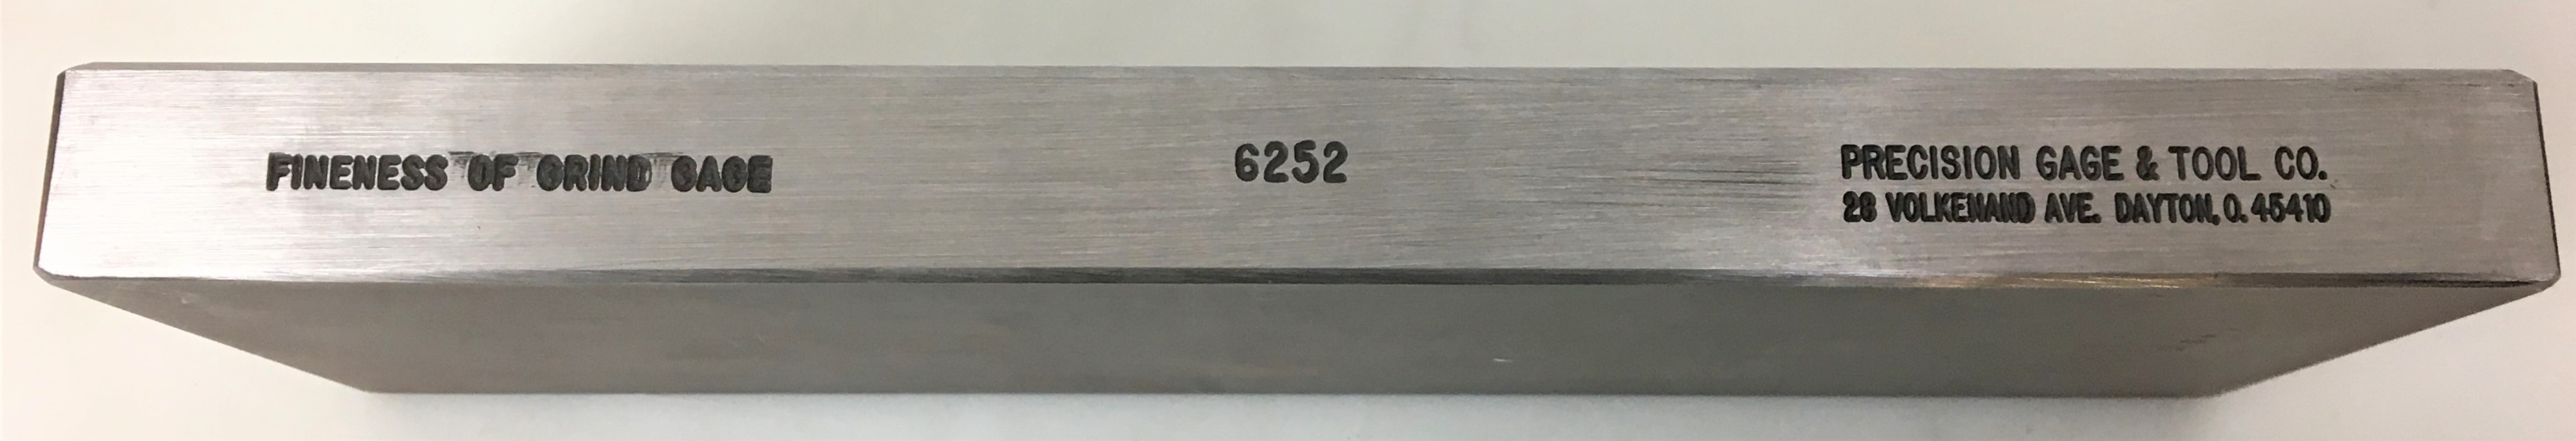 FINENESS OF GRIND GAGE
6252
PRECISION GAGE & TOOL CO.
28 VOLKENAND AVE. DAYTON, O. 45410